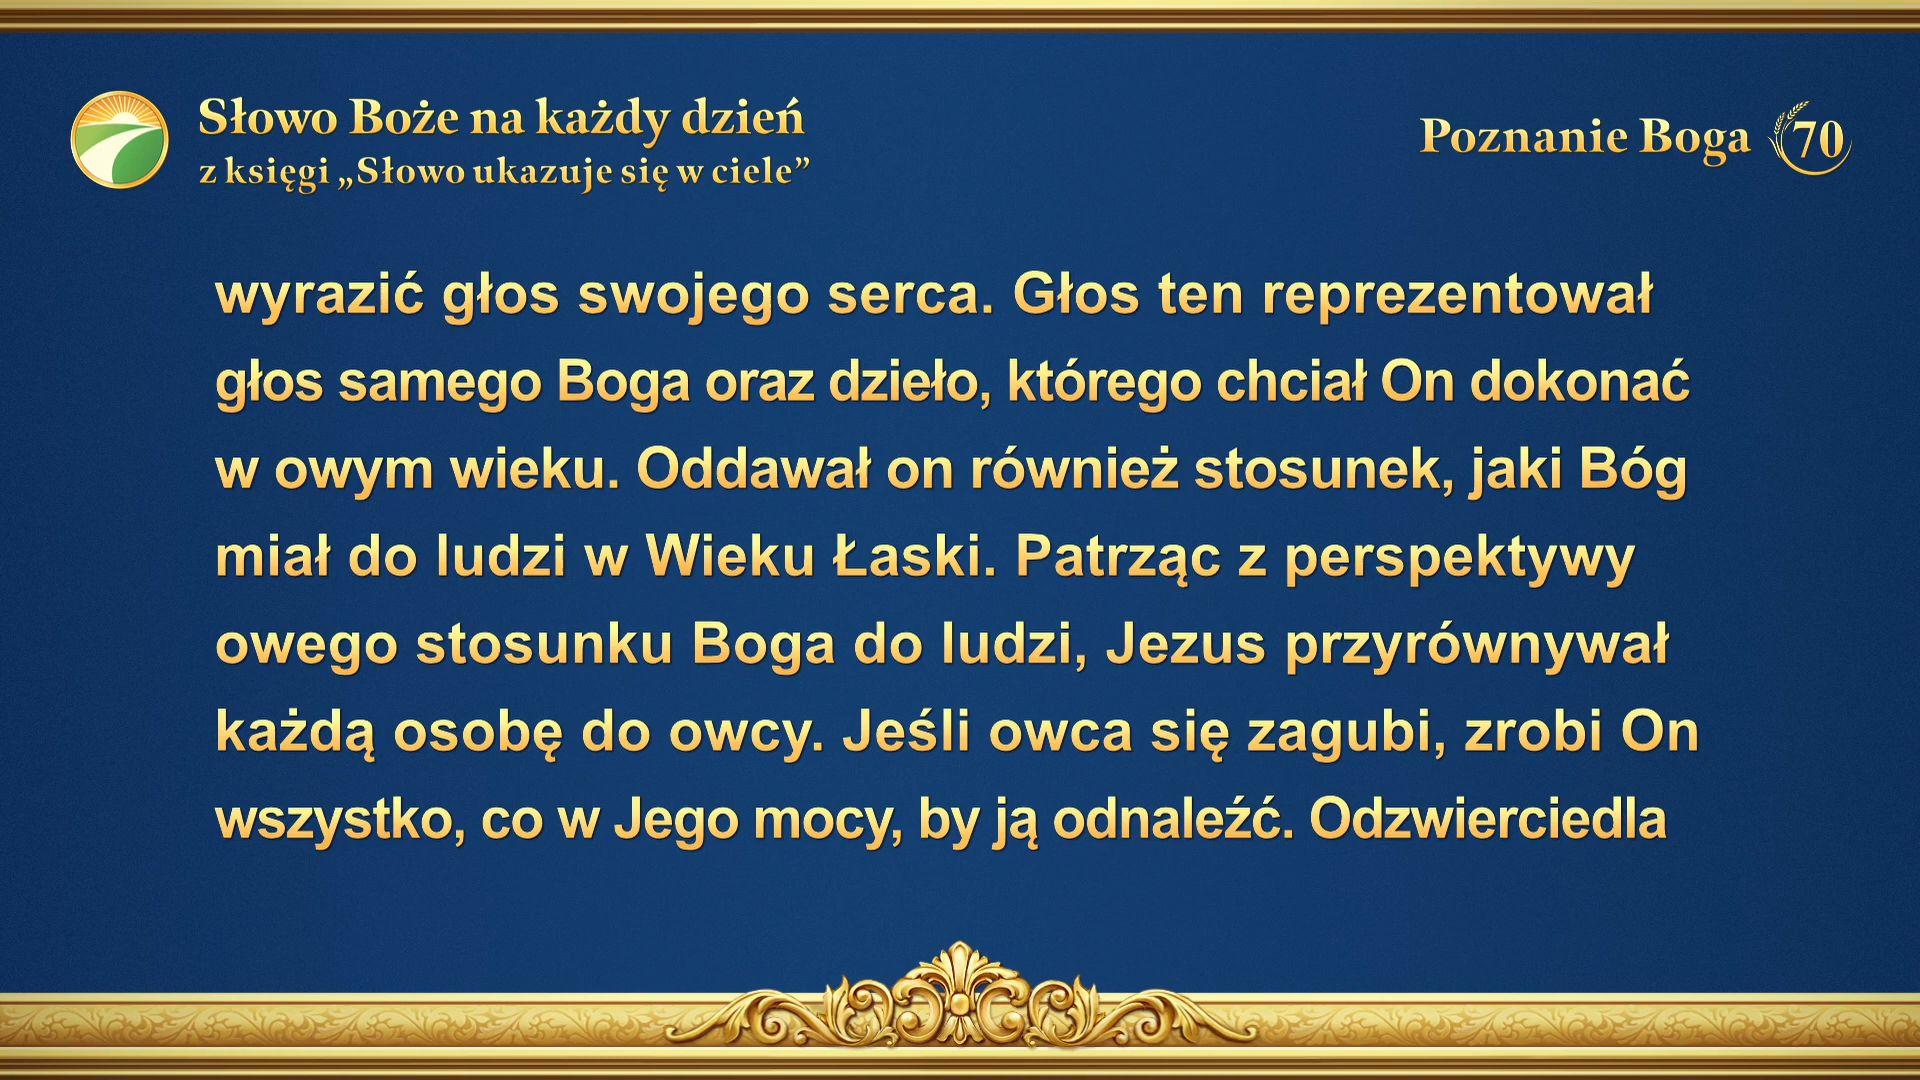 Słowo Boże na każdy dzień
z księgi „Słowo ukazuje się w ciele”
Poznanie Boga 70
wyrazić głos swojego serca. Głos ten reprezentował
głos samego Boga oraz dzieło, którego chciał On dokonać
w owym wieku. Oddawał on również stosunek, jaki Bóg
miał do ludzi w Wieku Łaski. Patrząc z perspektywy
owego stosunku Boga do ludzi, Jezus przyrównywał
każdą osobę do owcy. Jeśli owca się zagubi, zrobi On
wszystko, co w Jego mocy, by ją odnaleźć. Odzwierciedla